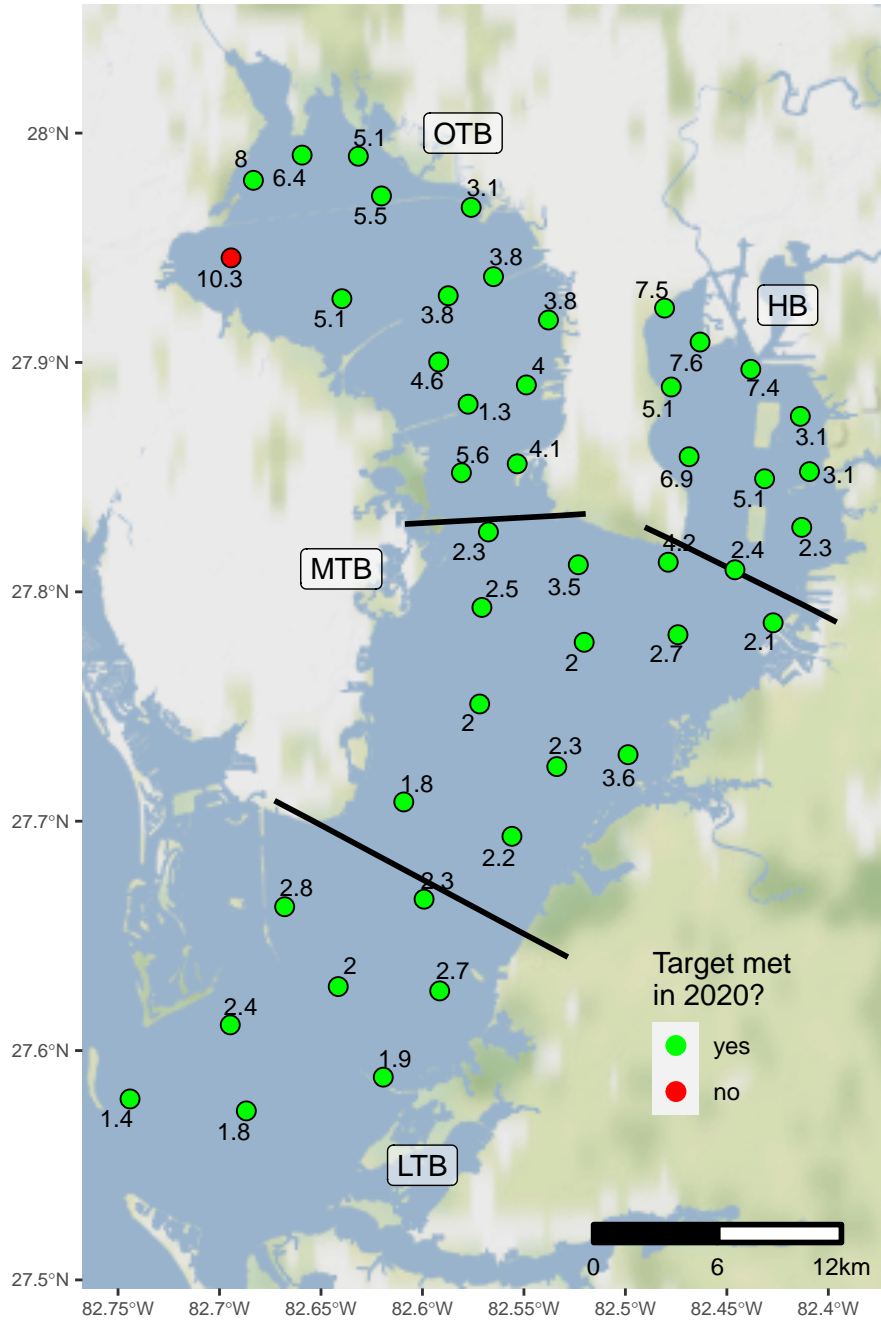 28°N
27.9°N
27.8°N
27.7°N
27.6°N
27.5°N
OTB
8
6.4
5.1
5.5
3.1
10.3
5.1
3.8
3.8
3.8
4.6
4
1.3
5.6
4.1
HB
7.5
7.6
7.4
5.1
3.1
6.9
5.1
3.1
2.3
MTB
2.3
3.5
4.2
2.4
2.5
2
2.7
2.1
2
2.3
3.6
1.8
2.2
2.8
2.3
2
2.7
2.4
1.9
1.4
1.8
LTB
Target met
in 2020?
yes
no
0 6 12km
82.75°W 82.7°W 82.65°W 82.6°W 82.55°W 82.5°W 82.45°W 82.4°W